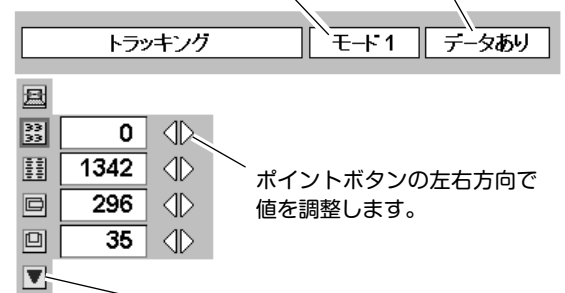 トラッキング モード1 データあり
0
1342
296
35
ポイントボタンの左右方向で
値を調整します。